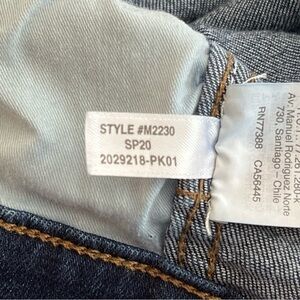 STYLE #M2230
SP20
2029218-PK01
Av. Manuel Rodriguez Norte
730, Santiago – Chile
RN77388 CA56445